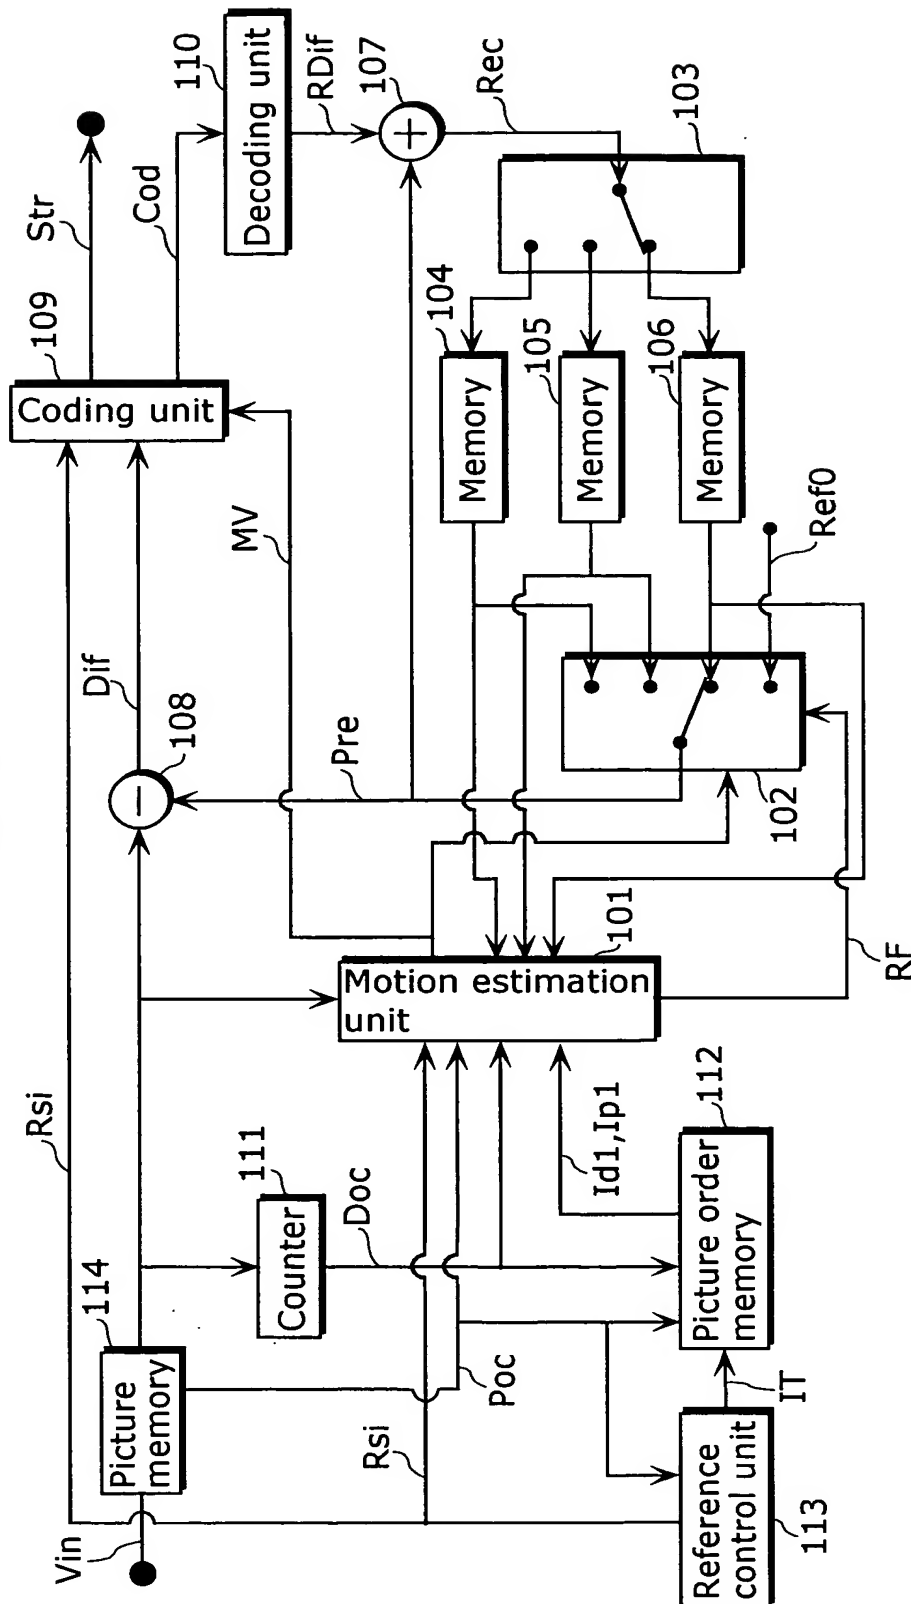 Vin
Picture
memory
114
Rsi
Dif
108
Coding unit
109
Str
Cod
Decoding unit
110
RDif
107
Rec
103
Counter
111
Doc
Poc
Rsi
MV
Pre
Motion estimation
unit
101
Memory
104
Memory
105
Memory
106
Ref0
102
RF
Id1,Ip1
Reference
control unit
113
IT
Picture order
memory
112